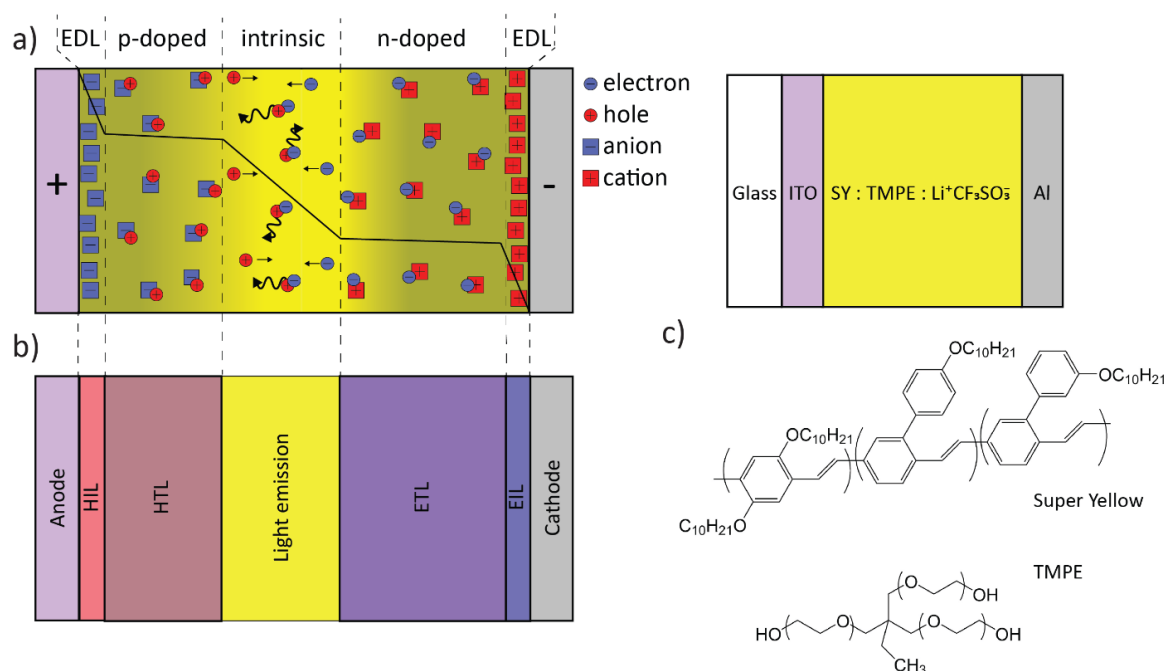 a)
EDL p-doped intrinsic n-doped EDL
+
-
electron
hole
anion
cation
Glass
ITO
SY : TMPE : Li⁺CF₃SO₃⁻
Al
b)
Anode
HIL
HTL
Light emission
ETL
EIL
Cathode
c)
OC₁₀H₂₁
OC₁₀H₂₁
OC₁₀H₂₁
C₁₀H₂₁O
Super Yellow
TMPE
O OH
HO O O OH
CH₃